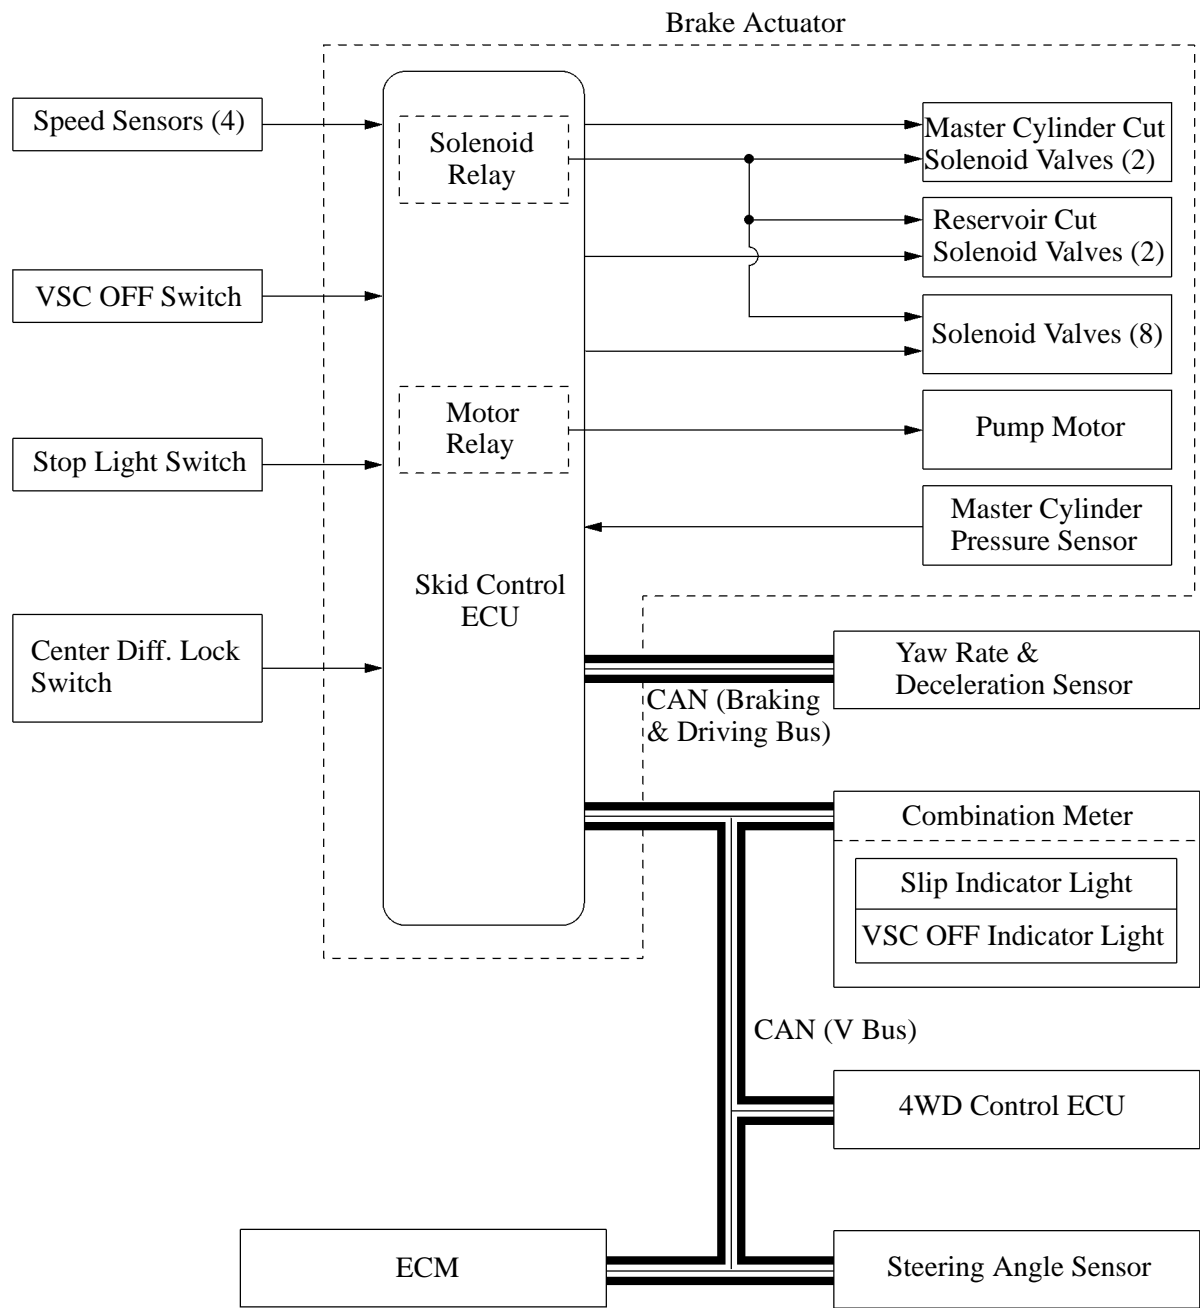 Brake Actuator
Speed Sensors (4)
VSC OFF Switch
Stop Light Switch
Center Diff. Lock
Switch
Solenoid
Relay
Motor
Relay
Skid Control
ECU
Master Cylinder Cut
Solenoid Valves (2)
Reservoir Cut
Solenoid Valves (2)
Solenoid Valves (8)
Pump Motor
Master Cylinder
Pressure Sensor
Yaw Rate &
Deceleration Sensor
CAN (Braking
& Driving Bus)
Combination Meter
Slip Indicator Light
VSC OFF Indicator Light
CAN (V Bus)
4WD Control ECU
ECM
Steering Angle Sensor